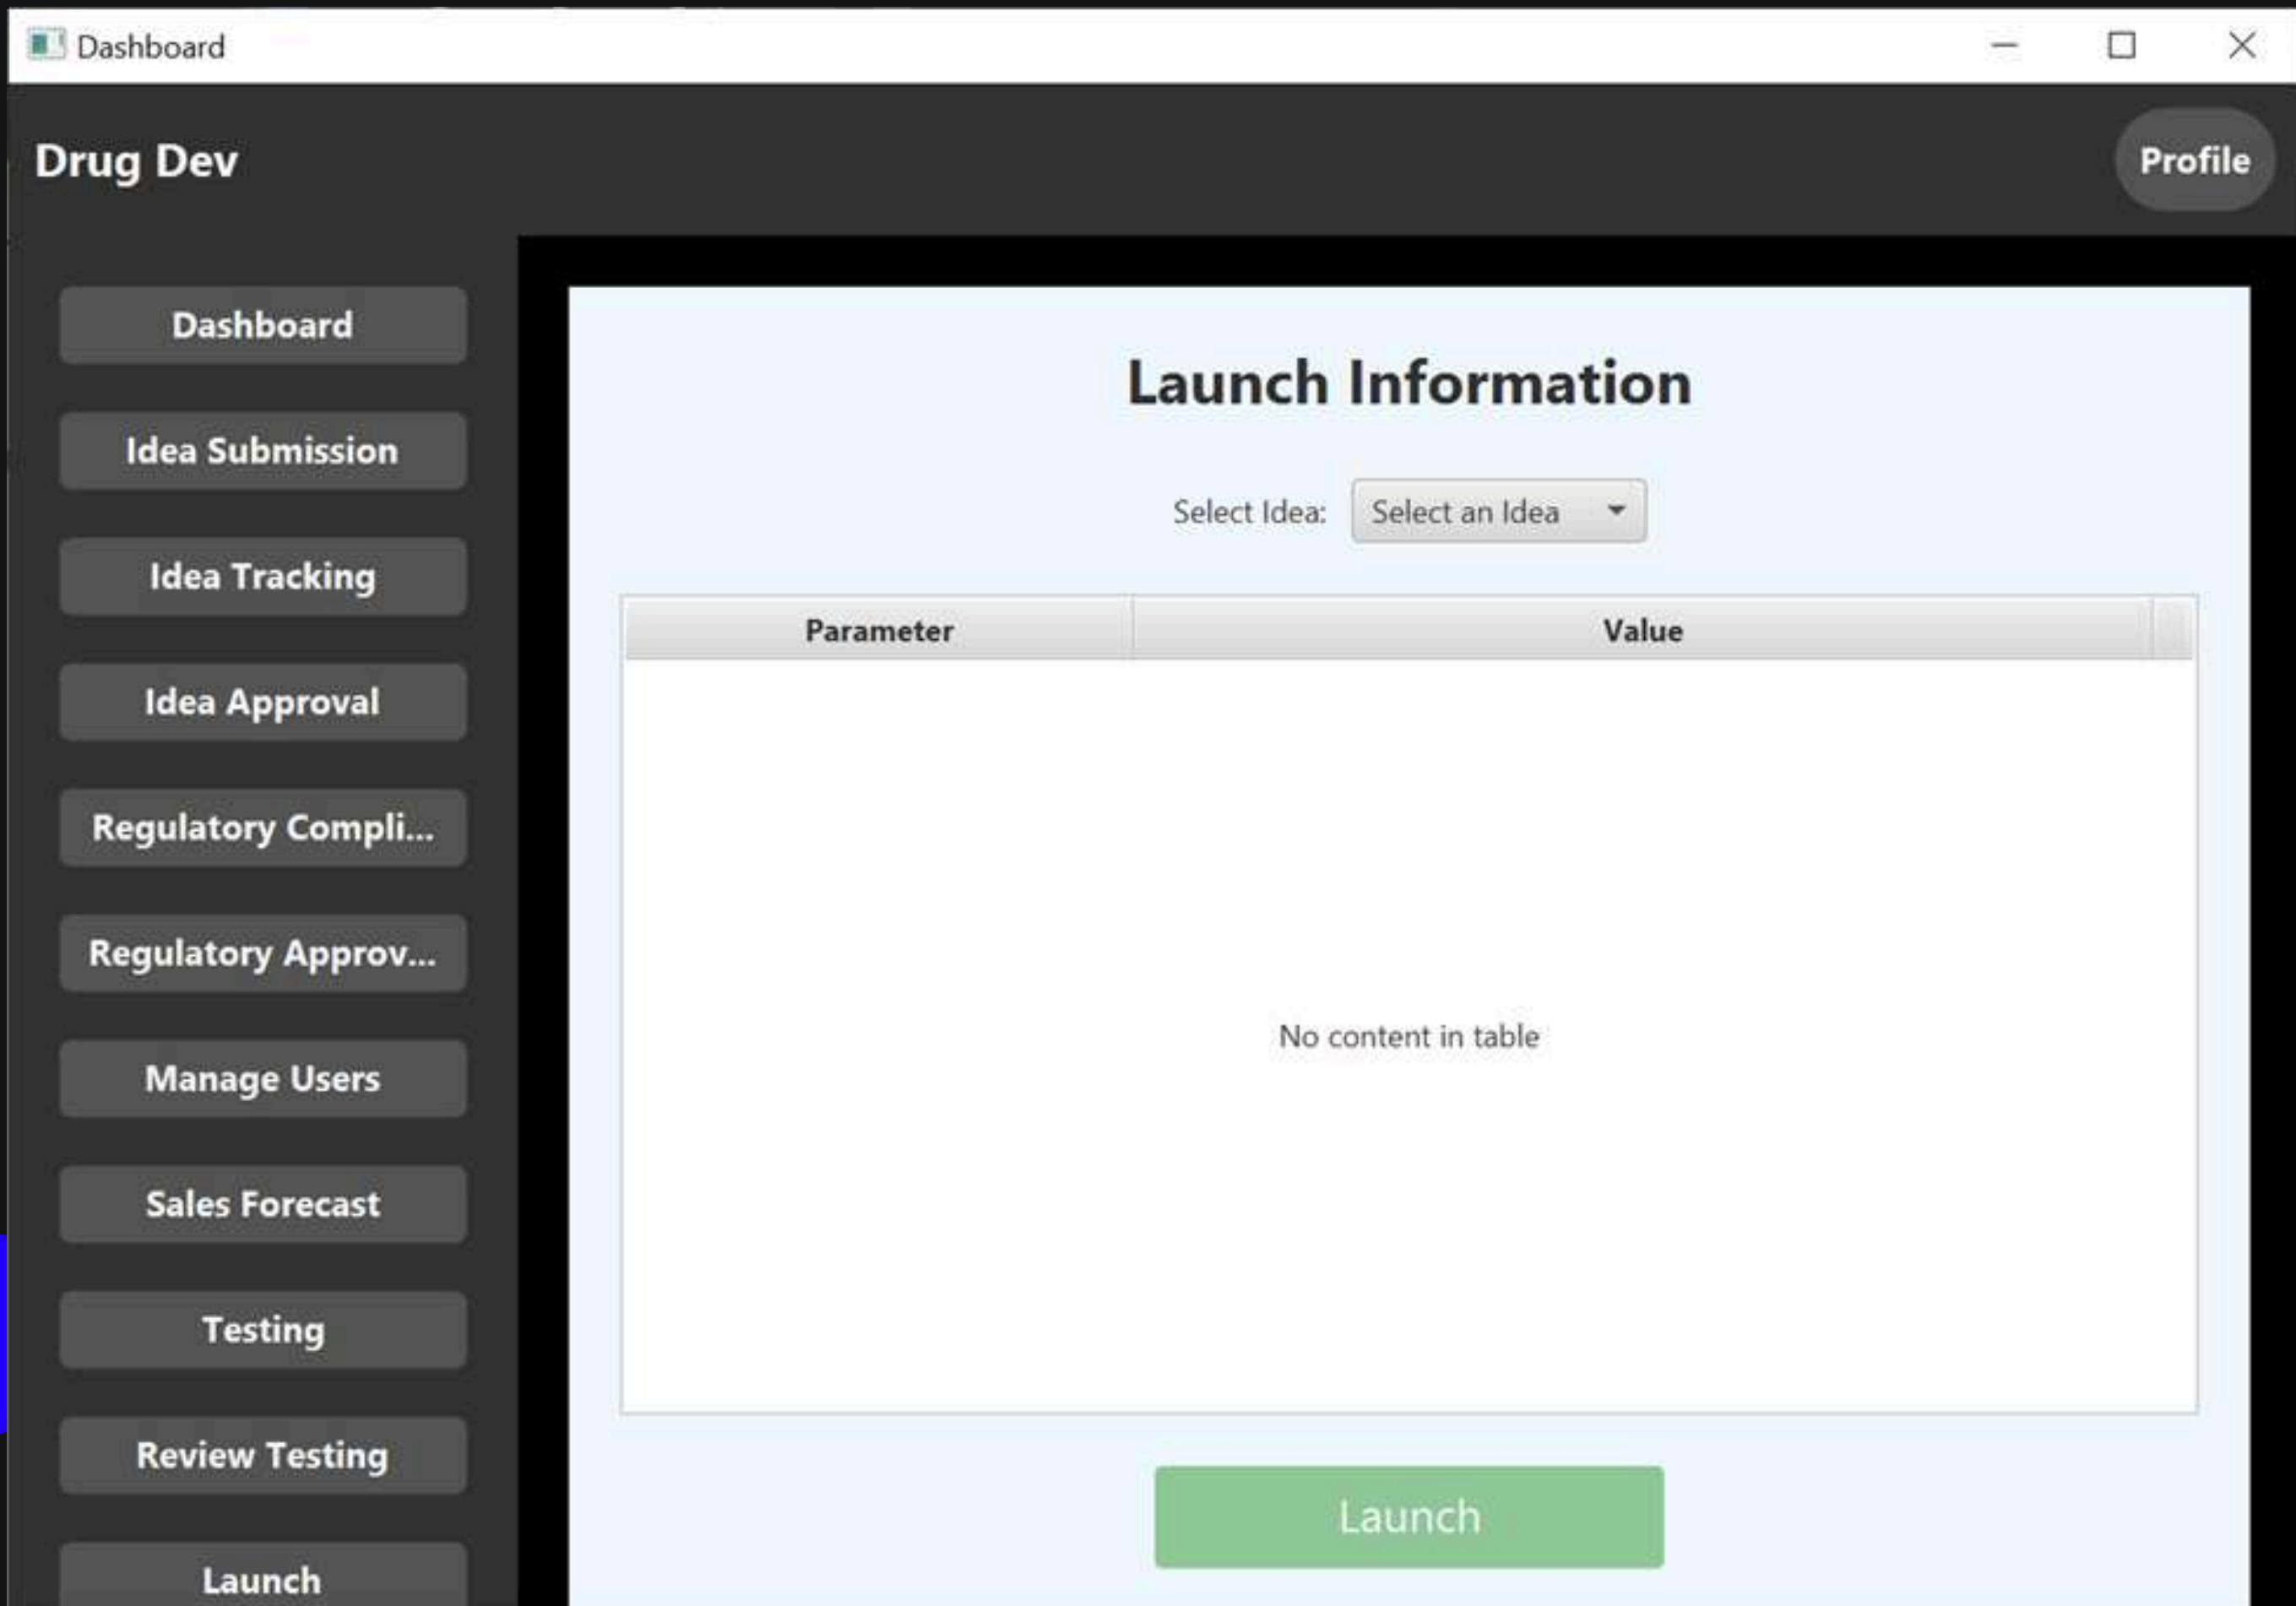 Dashboard
Drug Dev
Profile
Dashboard
Idea Submission
Idea Tracking
Idea Approval
Regulatory Compli...
Regulatory Approv...
Manage Users
Sales Forecast
Testing
Review Testing
Launch
Launch Information
Select Idea: Select an Idea
Parameter Value
No content in table
Launch